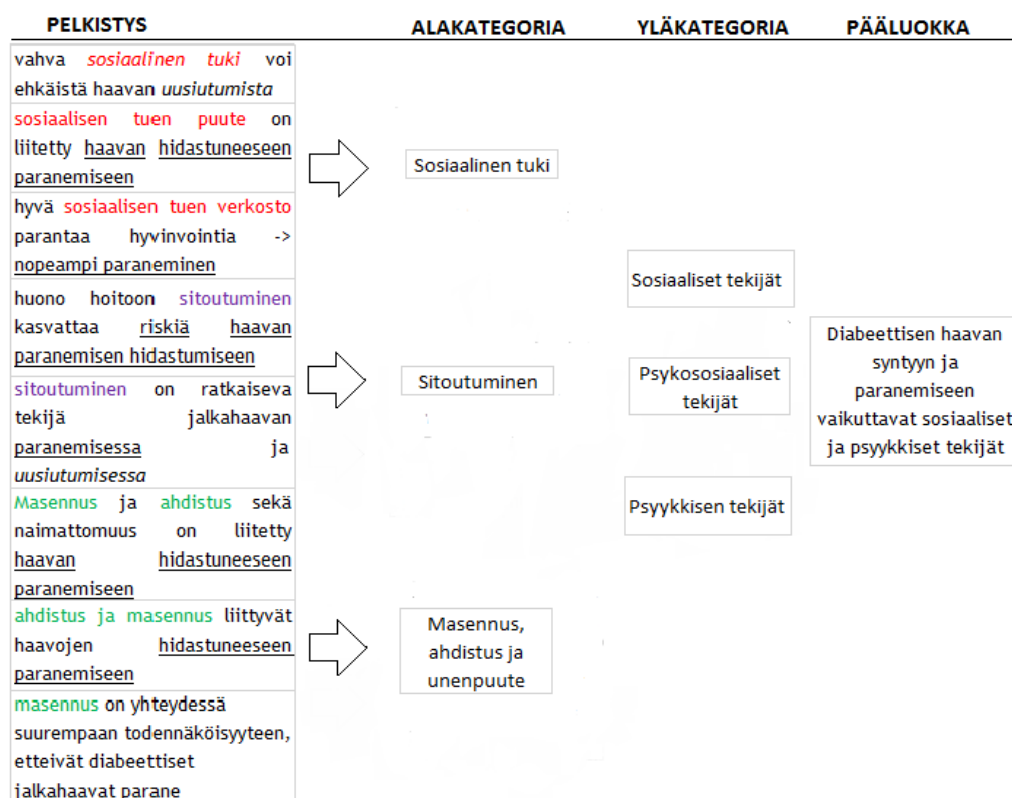 PELKISTYS
ALAKATEGORIA
YLÄKATEGORIA
PÄÄLUOKKA
vahva sosiaalinen tuki voi
ehkäistä haavan uusiutumista
sosiaalisen tuen puute on
liitetty haavan hidastuneeseen
paranemiseen
hyvä sosiaalisen tuen verkosto
parantaa hyvinvointia ->
nopeampi paraneminen
huono hoitoon sitoutuminen
kasvattaa riskiä haavan
paranemisen hidastumiseen
sitoutuminen on ratkaiseva
tekijä jalkahaavan
paranemisessa ja
uusiutumisessa
Masennus ja ahdistus sekä
naimattomuus on liitetty
haavan hidastuneeseen
paranemiseen
ahdistus ja masennus liittyvät
haavojen hidastuneeseen
paranemiseen
masennus on yhteydessä
suurempaan todennäköisyyteen,
etteivät diabeettiset
jalkahaavat parane
Sosiaalinen tuki
Sitoutuminen
Masennus,
ahdistus ja
unenpuute
Sosiaaliset tekijät
Psykososiaaliset
tekijät
Psyykkisen tekijät
Diabeettisen haavan
syntyyn ja
paranemiseen
vaikuttavat sosiaaliset
ja psyykkiset tekijät